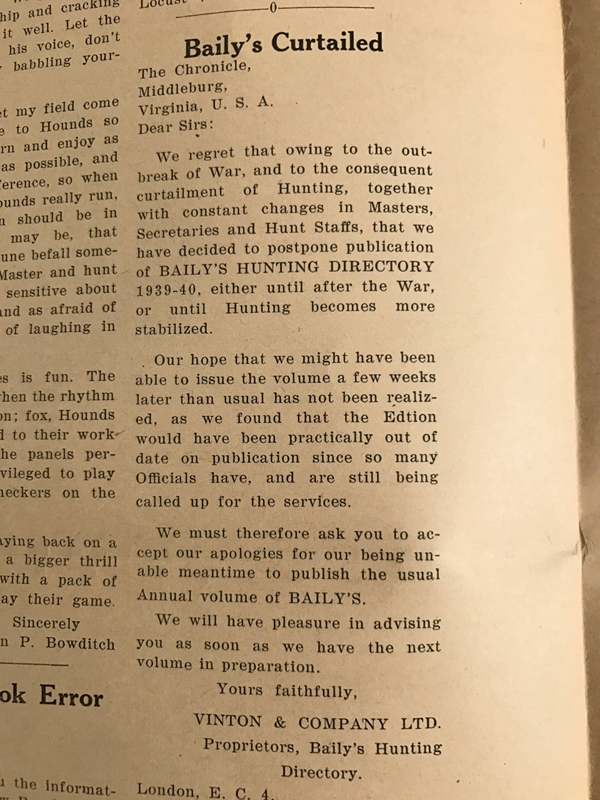 hip and cracking
it well. Let the
his voice, don't
babbling your-
et my field come
e to Hounds so
rn and enjoy as
as possible, and
ference, so when
ounds really run,
n should be in
may be, that
une befall some-
Master and hunt
sensitive about
and as afraid of
of laughing in
es is fun. The
hen the rhythm
on; fox, Hounds
d to their work-
he panels per-
vileged to play
heckers on the
aying back on a
a bigger thrill
with a pack of
ay their game.
Sincerely
n P. Bowditch
ok Error
u the informat-
Locust
0
Baily's Curtailed
The Chronicle,
Middleburg,
Virginia, U. S. A.
Dear Sirs:
We regret that owing to the out-
break of War, and to the consequent
curtailment of Hunting, together
with constant changes in Masters,
Secretaries and Hunt Staffs, that we
have decided to postpone publication
of BAILY'S HUNTING DIRECTORY
1939-40, either until after the War,
or until Hunting becomes more
stabilized.
Our hope that we might have been
able to issue the volume a few weeks
later than usual has not been realiz-
ed, as we found that the Edtion
would have been practically out of
date on publication since so many
Officials have, and are still being
called up for the services.
We must therefore ask you to ac-
cept our apologies for our being un-
able meantime to publish the usual
Annual volume of BAILY'S.
We will have pleasure in advising
you as soon as we have the next
volume in preparation.
Yours faithfully,
VINTON & COMPANY LTD.
Proprietors, Baily's Hunting
Directory.
London, E. C. 4.